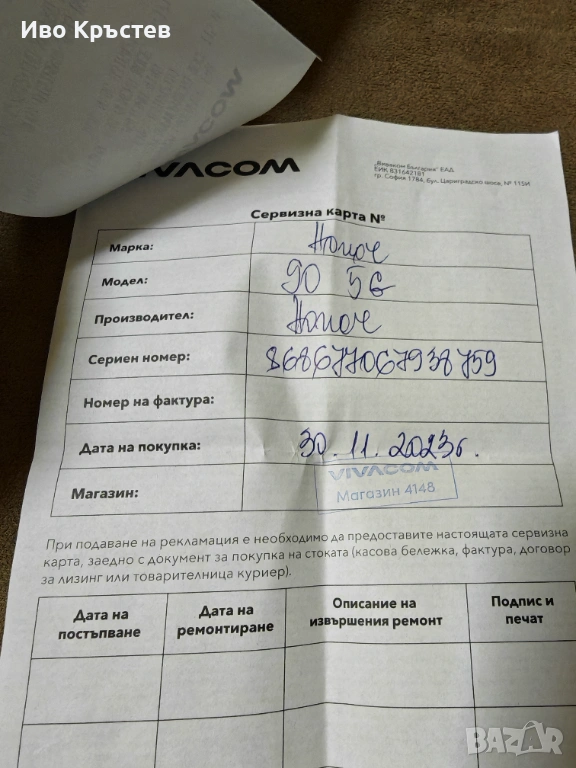 Иво Кръстев
VIVACOM
„Виваком България“ ЕАД
ЕИК 831642181
гр. София 1784, бул. Цариградско шосе, № 115И
Сервизна карта №
Марка: Honor
Модел: 90 5G
Производител: Honor
Сериен номер: 868677067938759
Номер на фактура:
Дата на покупка: 30.11.2023г.
VIVACOM
Магазин: Магазин 4148
При подаване на рекламация е необходимо да предоставите настоящата сервизна
карта, заедно с документ за покупка на стоката (касова бележка, фактура, договор
за лизинг или товарителница куриер).
Дата на постъпване Дата на ремонтиране Описание на извършения ремонт Подпис и печат
BAZAR